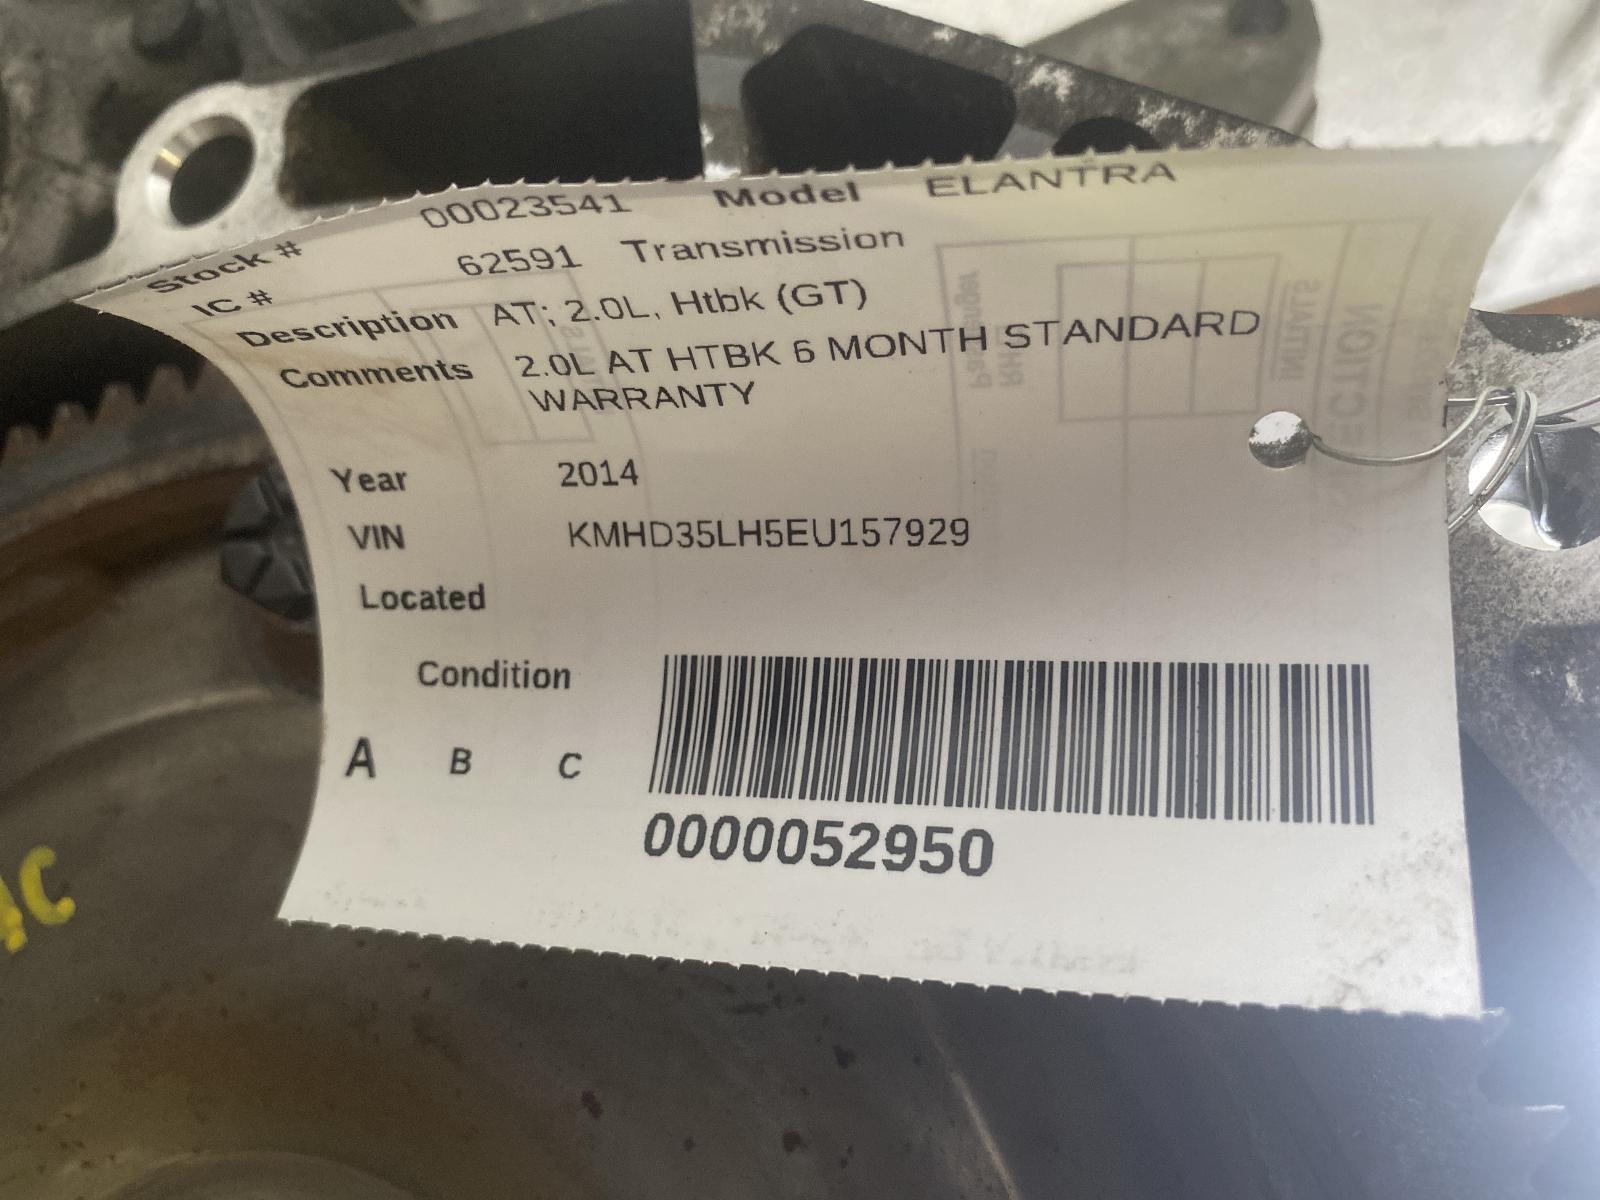 Stock # 00023541 Model ELANTRA
IC # 62591 Transmission
Description AT; 2.0L, Htbk (GT)
Comments 2.0L AT HTBK 6 MONTH STANDARD
WARRANTY
Year 2014
VIN KMHD35LH5EU157929
Located
Condition
A B C
0000052950